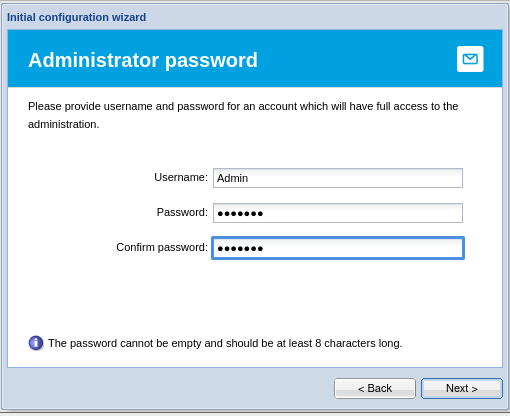 Initial configuration wizard
Administrator password
Please provide username and password for an account which will have full access to the
administration.
Username: Admin
Password: ●●●●●●●
Confirm password: ●●●●●●●
The password cannot be empty and should be at least 8 characters long.
< Back Next >